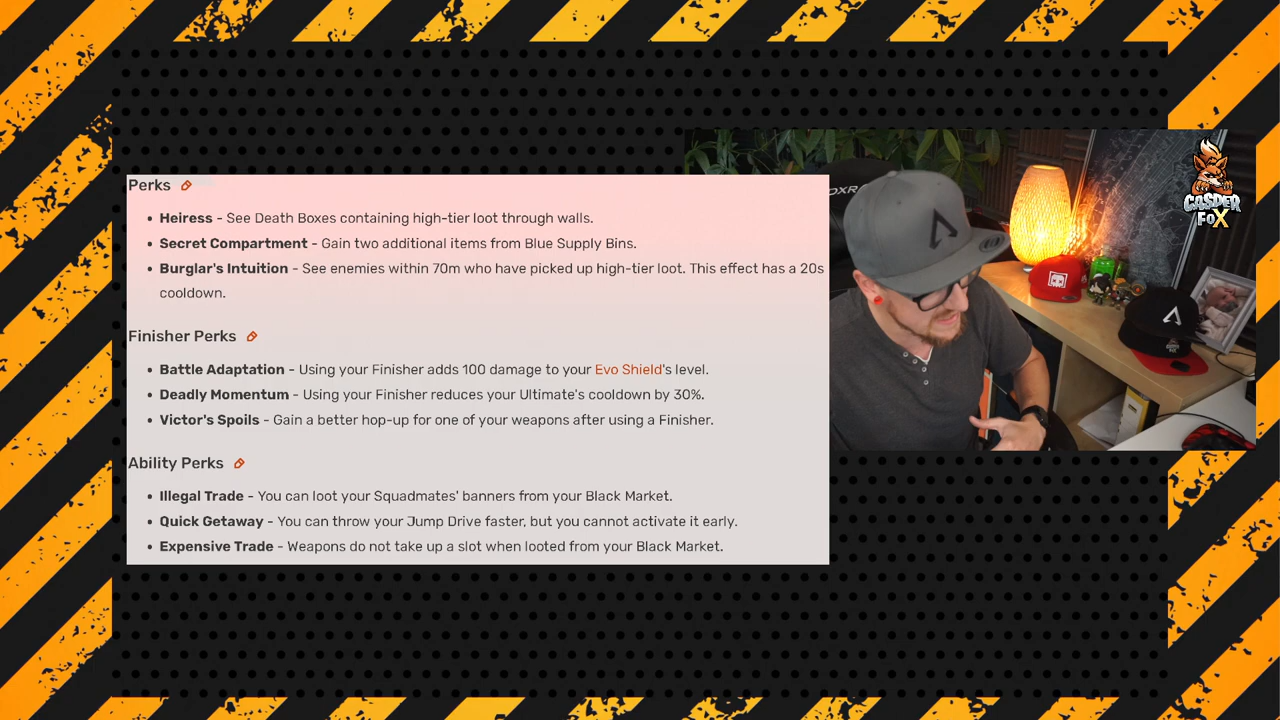 Perks
• Heiress - See Death Boxes containing high-tier loot through walls.
• Secret Compartment - Gain two additional items from Blue Supply Bins.
• Burglar's Intuition - See enemies within 70m who have picked up high-tier loot. This effect has a 20s
cooldown.
Finisher Perks
• Battle Adaptation - Using your Finisher adds 100 damage to your Evo Shield's level.
• Deadly Momentum - Using your Finisher reduces your Ultimate's cooldown by 30%.
• Victor's Spoils - Gain a better hop-up for one of your weapons after using a Finisher.
Ability Perks
• Illegal Trade - You can loot your Squadmates' banners from your Black Market.
• Quick Getaway - You can throw your Jump Drive faster, but you cannot activate it early.
• Expensive Trade - Weapons do not take up a slot when looted from your Black Market.
CASPER
FOX